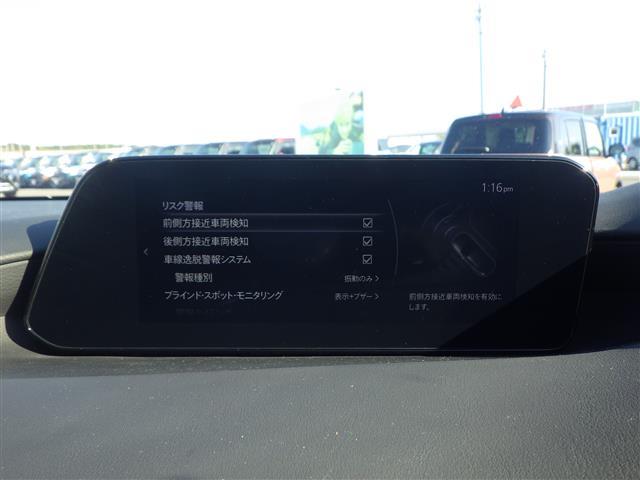 1:16pm
リスク警報
前側方接近車両検知
後側方接近車両検知
車線逸脱警報システム
警報種別 振動のみ >
ブラインド・スポット・モニタリング 表示+ブザー >
前側方接近車両検知を有効に
します。